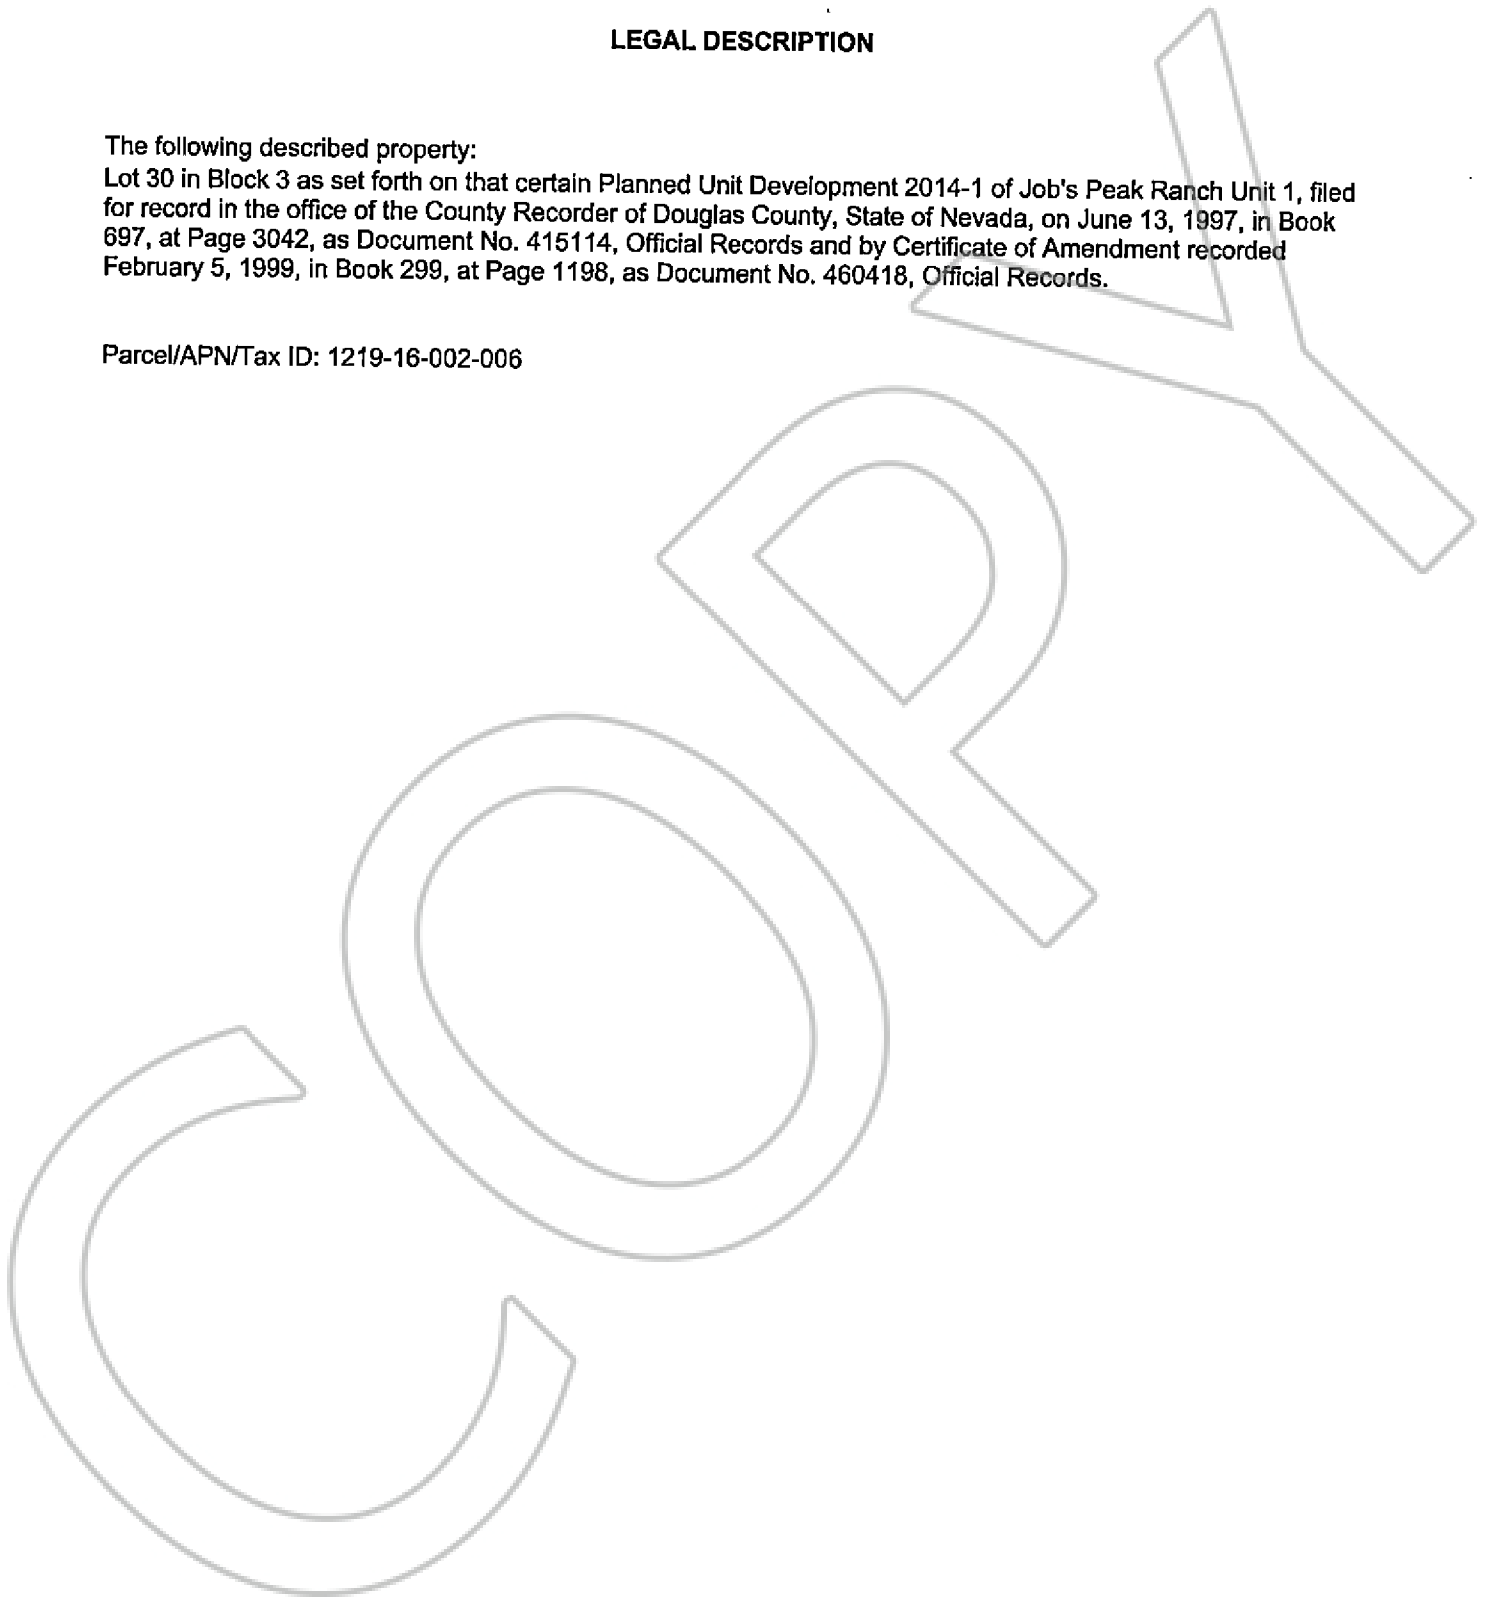 LEGAL DESCRIPTION
The following described property:
Lot 30 in Block 3 as set forth on that certain Planned Unit Development 2014-1 of Job's Peak Ranch Unit 1, filed
for record in the office of the County Recorder of Douglas County, State of Nevada, on June 13, 1997, in Book
697, at Page 3042, as Document No. 415114, Official Records and by Certificate of Amendment recorded
February 5, 1999, in Book 299, at Page 1198, as Document No. 460418, Official Records.
Parcel/APN/Tax ID: 1219-16-002-006
COPY